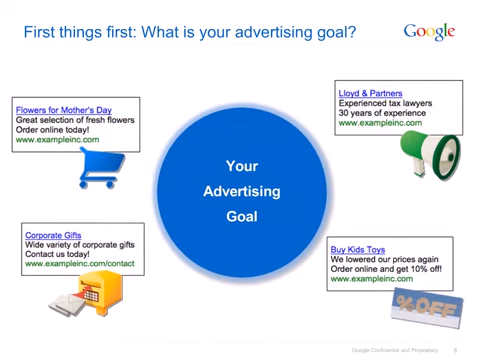 First things first: What is your advertising goal?
Google
Flowers for Mother's Day
Great selection of fresh flowers
Order online today!
www.exampleinc.com
Lloyd & Partners
Experienced tax lawyers
30 years of experience
www.exampleinc.com
Your
Advertising
Goal
Corporate Gifts
Wide variety of corporate gifts
Contact us today!
www.exampleinc.com/contact
Buy Kids Toys
We lowered our prices again
Order online and get 10% off!
www.exampleinc.com
% OFF
Google Confidential and Proprietary 6